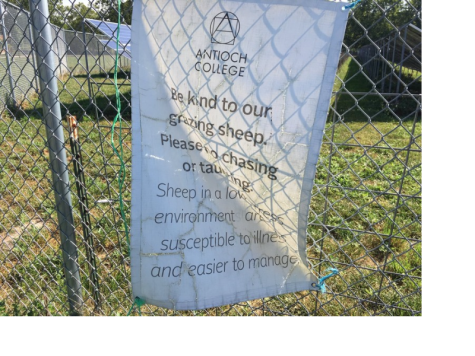 ANTIOCH
COLLEGE
Be kind to our
grazing sheep.
Please chasing
or
Sheep in a
environment
susceptible to
and easier to manage